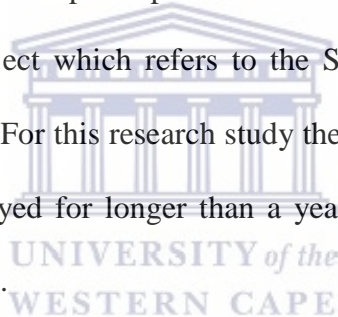 ect which refers to the S
For this research study the
yed for longer than a yea
UNIVERSITY of the
.
WESTERN CAPE